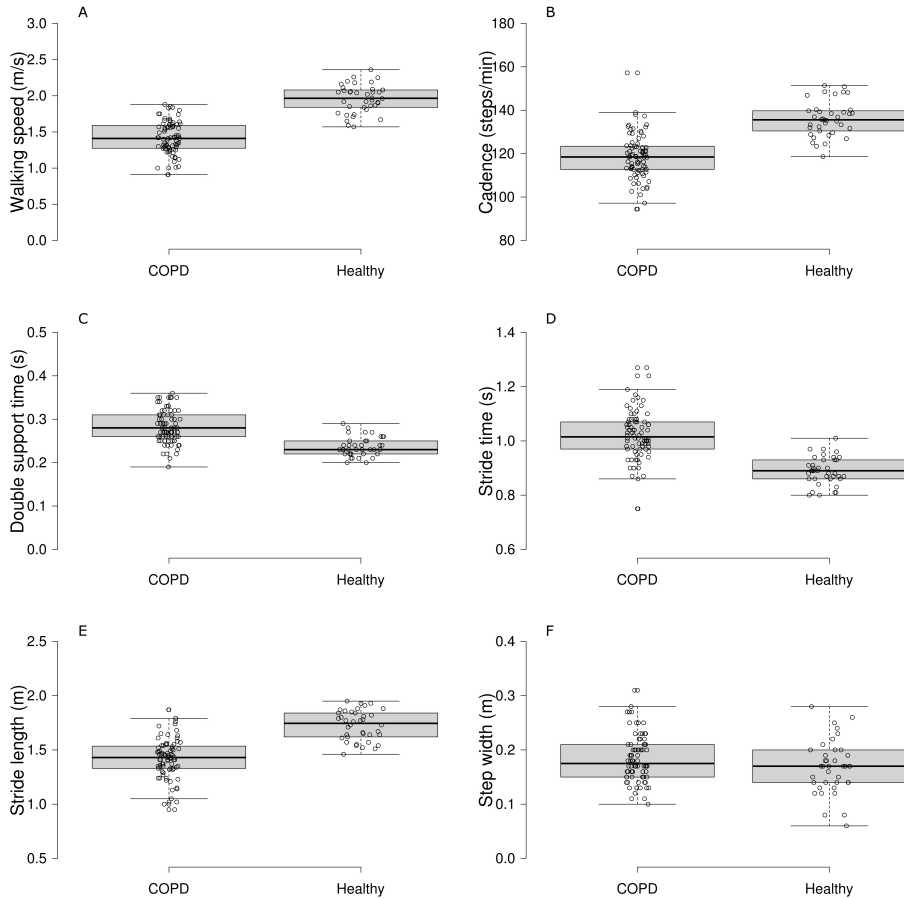 A
Walking speed (m/s)
3.0
2.5
2.0
1.5
1.0
0.5
0.0
COPD Healthy
B
Cadence (steps/min)
180
160
140
120
100
80
COPD Healthy
C
Double support time (s)
0.5
0.4
0.3
0.2
0.1
0.0
COPD Healthy
D
Stride time (s)
1.4
1.2
1.0
0.8
0.6
COPD Healthy
E
Stride length (m)
2.5
2.0
1.5
1.0
0.5
COPD Healthy
F
Step width (m)
0.4
0.3
0.2
0.1
0.0
COPD Healthy